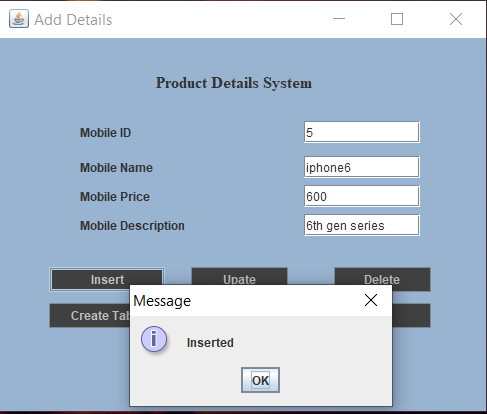 Add Details
Product Details System
Mobile ID 5
Mobile Name iphone6
Mobile Price 600
Mobile Description 6th gen series
Insert Upate Delete
Message
Create Tab
i Inserted
OK